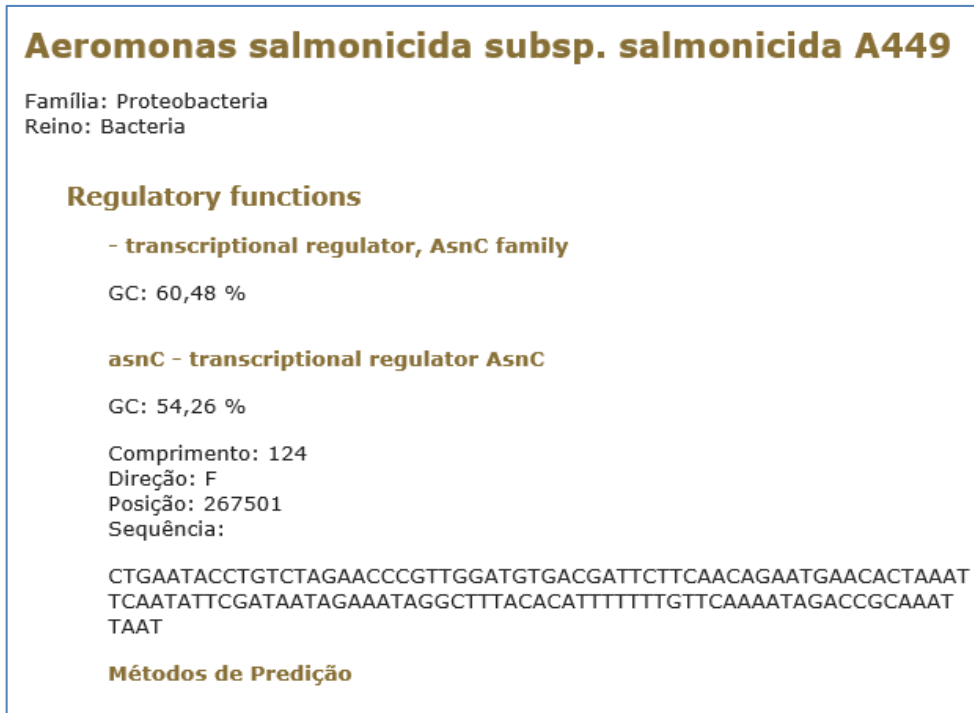 Aeromonas salmonicida subsp. salmonicida A449
Família: Proteobacteria
Reino: Bacteria
Regulatory functions
- transcriptional regulator, AsnC family
GC: 60,48 %
asnC - transcriptional regulator AsnC
GC: 54,26 %
Comprimento: 124
Direção: F
Posição: 267501
Sequência:
CTGAATACCTGTCTAGAACCCGTTGGATGTGACGATTCTTCAACAGAATGAACACTAAAT
TCAATATTCGATAATAGAAATAGGCTTTACACATTTTTTTGTTCAAAATAGACCGCAAAT
TAAT
Métodos de Predição